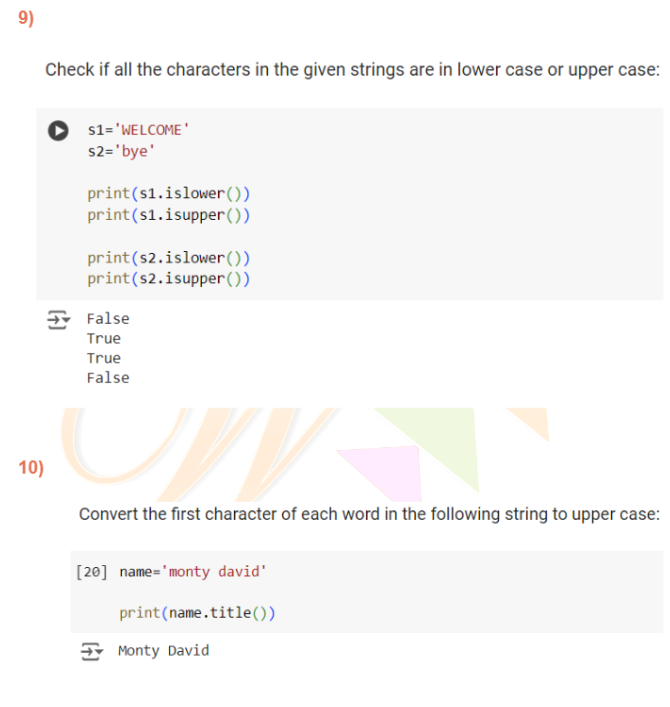 9)
Check if all the characters in the given strings are in lower case or upper case:
s1='WELCOME'
s2='bye'
print(s1.islower())
print(s1.isupper())
print(s2.islower())
print(s2.isupper())
False
True
True
False
10)
Convert the first character of each word in the following string to upper case:
[20] name='monty david'
print(name.title())
Monty David